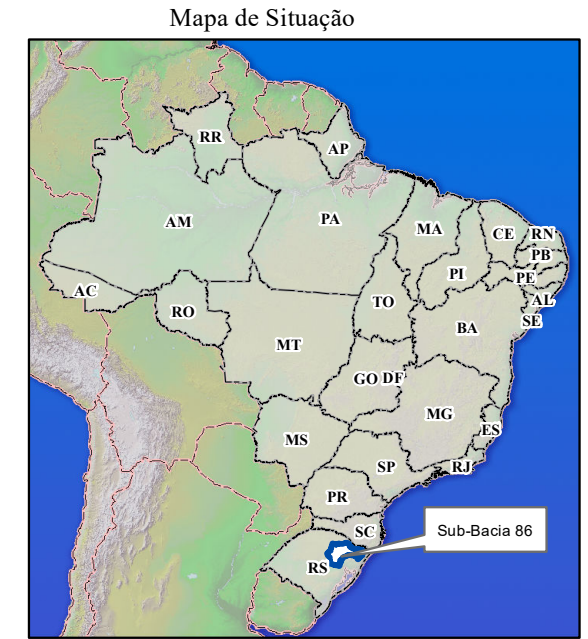 Mapa de Situação
RR
AP
AM
PA
MA
CE
RN
PB
PE
PI
AC
RO
TO
AL
SE
BA
MT
GO
DF
MG
ES
MS
SP
RJ
PR
SC
Sub-Bacia 86
RS